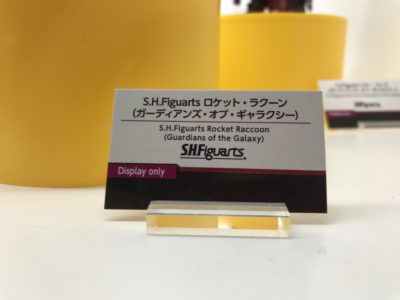 S.H.Figuarts ロケット・ラクーン
(ガーディアンズ・オブ・ギャラクシー)
S.H.Figuarts Rocket Raccoon
(Guardians of the Galaxy)
S.H.Figuarts
Display only